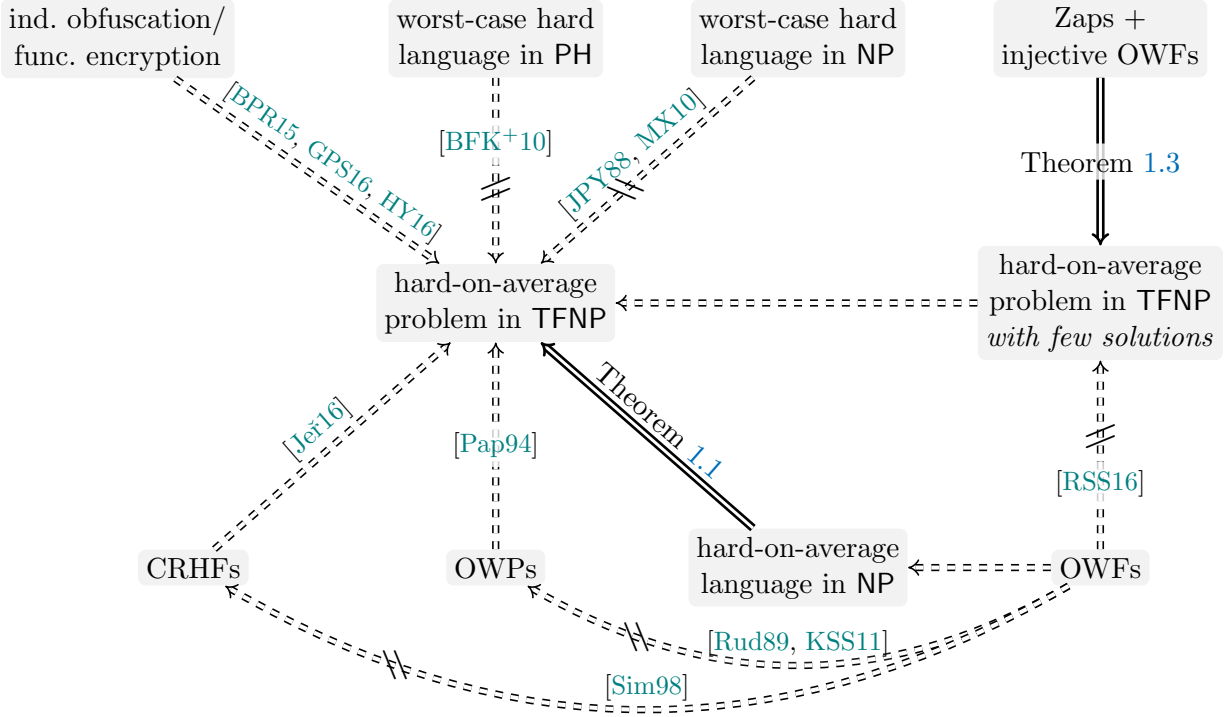 ind. obfuscation/
func. encryption
worst-case hard
language in PH
worst-case hard
language in NP
Zaps +
injective OWFs
[BPR15, GPS16, HY16]
[BFK+10]
[JPY88, MX10]
Theorem 1.3
hard-on-average
problem in TFNP
hard-on-average
problem in TFNP
with few solutions
[Jeř16]
[Pap94]
Theorem 1.1
[RSS16]
CRHFs
OWPs
hard-on-average
language in NP
OWFs
[Rud89, KSS11]
[Sim98]